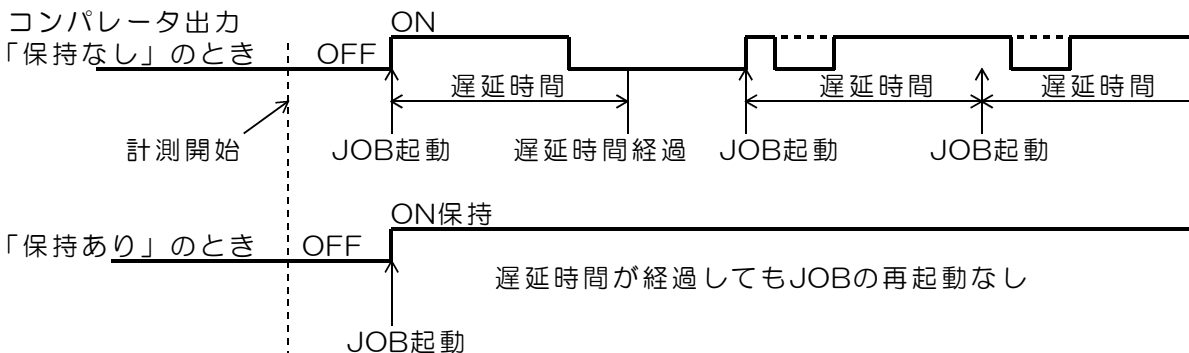 コンパレータ出力
ON
「保持なし」のとき OFF
遅延時間 遅延時間 遅延時間
計測開始 JOB起動 遅延時間経過 JOB起動 JOB起動
ON保持
「保持あり」のとき OFF
遅延時間が経過してもJOBの再起動なし
JOB起動